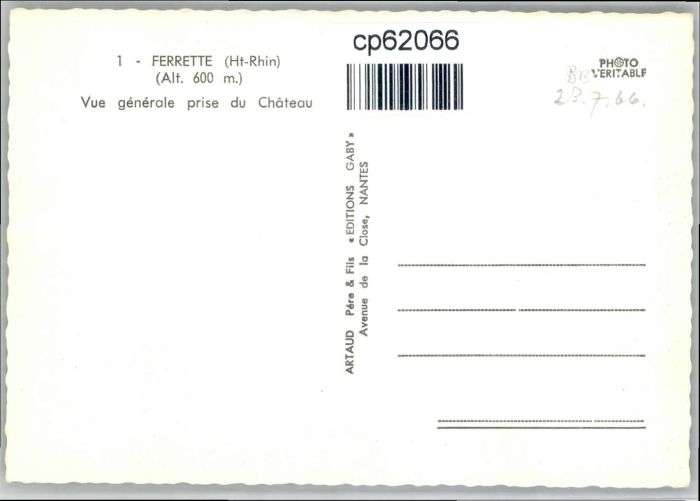 1 - FERRETTE (Ht-Rhin)
(Alt. 600 m.)
Vue générale prise du Château
cp62066
PHOTO
VERITABLE
23.7.66.
ARTAUD Père & Fils « EDITIONS GABY »
Avenue de la Close, NANTES